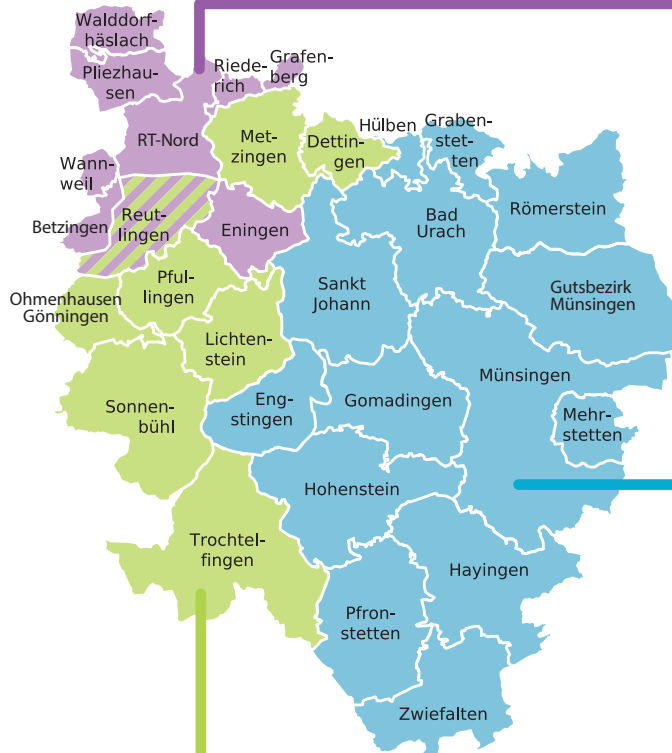 Walddorf-
häslach
Pliezhau-
sen
Riede-
rich
Grafen-
berg
RT-Nord
Met-
zingen
Dettin-
gen
Hülben
Graben-
stet-
ten
Wann-
weil
Betzingen
Reut-
lingen
Eningen
Bad
Urach
Römerstein
Ohmenhausen
Gönningen
Pful-
lingen
Sankt
Johann
Gutsbezirk
Münsingen
Lichten-
stein
Münsingen
Sonnen-
bühl
Eng-
stingen
Gomadingen
Mehr-
stetten
Hohenstein
Trochtel-
fingen
Hayingen
Pfron-
stetten
Zwiefalten